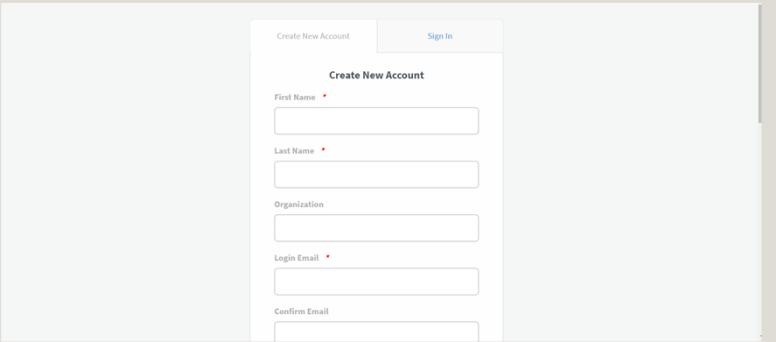 Create New Account Sign In
Create New Account
First Name *
Last Name *
Organization
Login Email *
Confirm Email